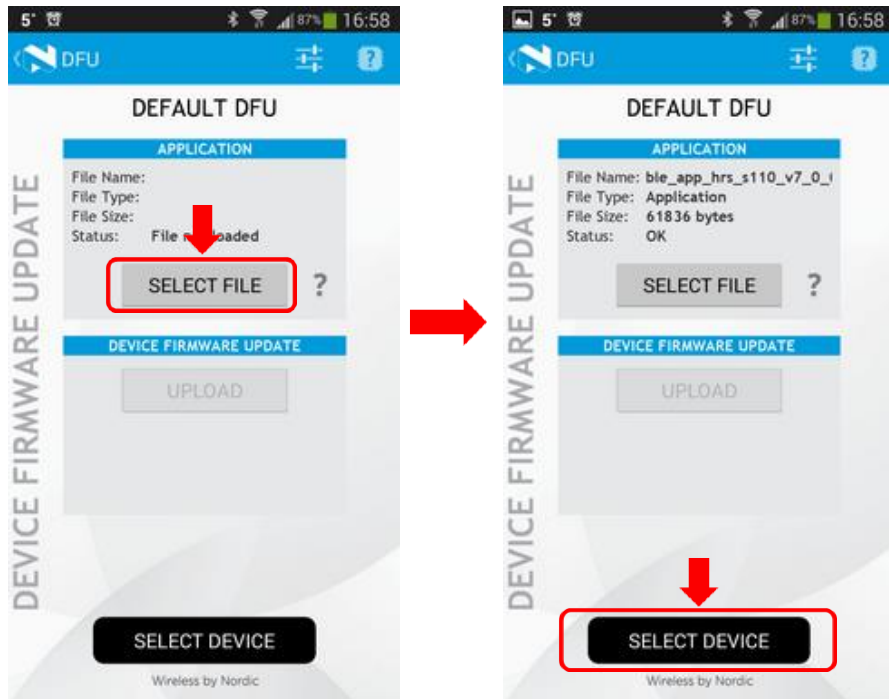 5° 87% 16:58
DFU ?
DEFAULT DFU
APPLICATION
File Name:
File Type:
File Size:
Status: File loaded
SELECT FILE ?
DEVICE FIRMWARE UPDATE
UPLOAD
DEVICE FIRMWARE UPDATE
SELECT DEVICE
Wireless by Nordic
5° 87% 16:58
DFU ?
DEFAULT DFU
APPLICATION
File Name: ble_app_hrs_s110_v7_0_
File Type: Application
File Size: 61836 bytes
Status: OK
SELECT FILE ?
DEVICE FIRMWARE UPDATE
UPLOAD
DEVICE FIRMWARE UPDATE
SELECT DEVICE
Wireless by Nordic